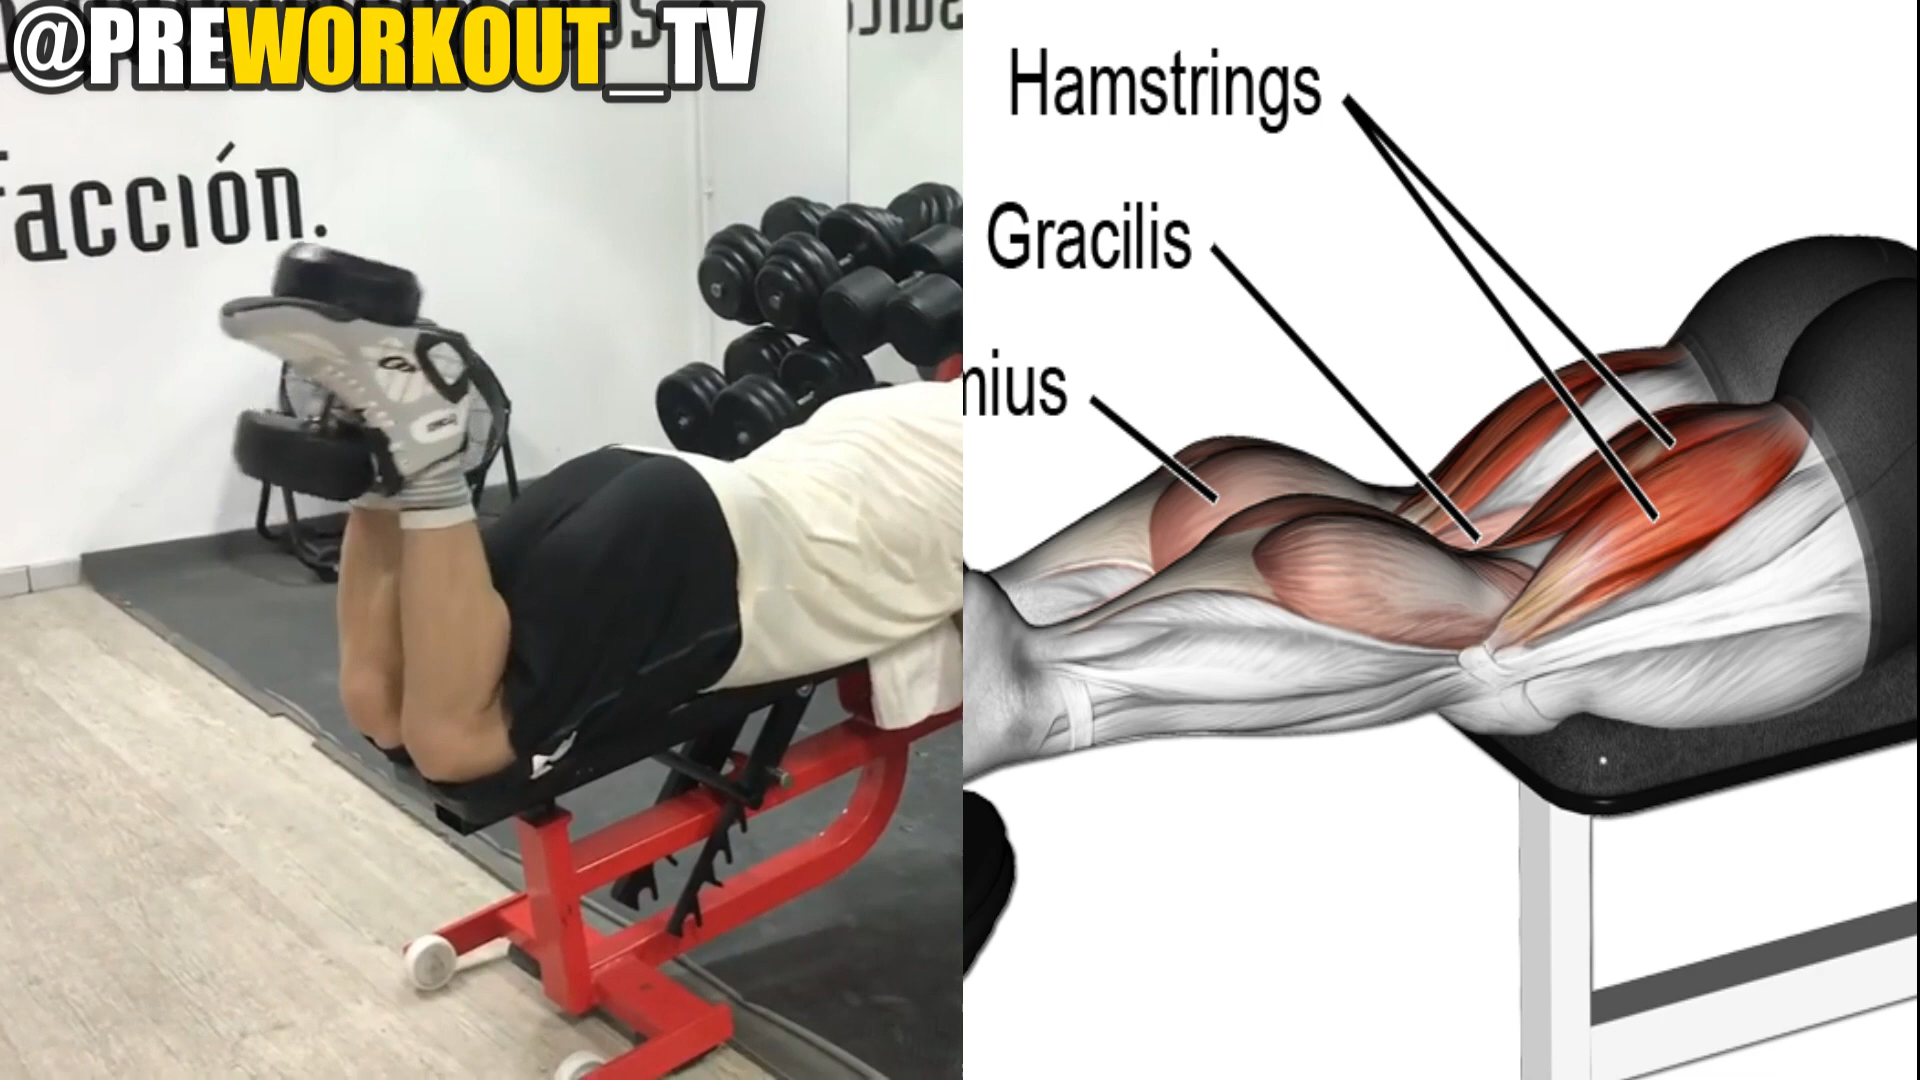 @PREWORKOUT_TV
facción.
Hamstrings
Gracilis
nius